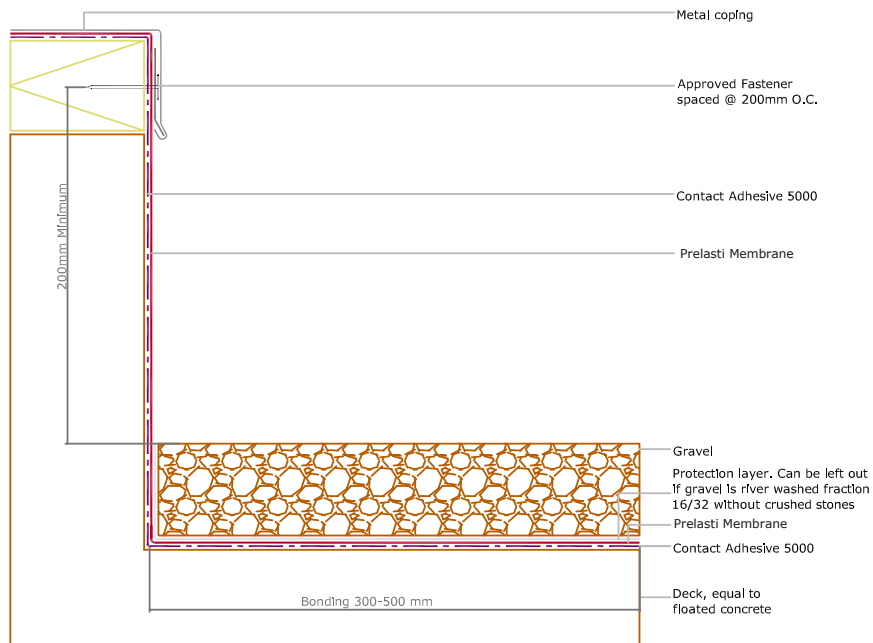 Metal coping
Approved Fastener
spaced @ 200mm O.C.
Contact Adhesive 5000
200mm Minimum
Prelasti Membrane
Gravel
Protection layer. Can be left out
if gravel is river washed fraction
16/32 without crushed stones
Prelasti Membrane
Contact Adhesive 5000
Bonding 300-500 mm
Deck, equal to
floated concrete